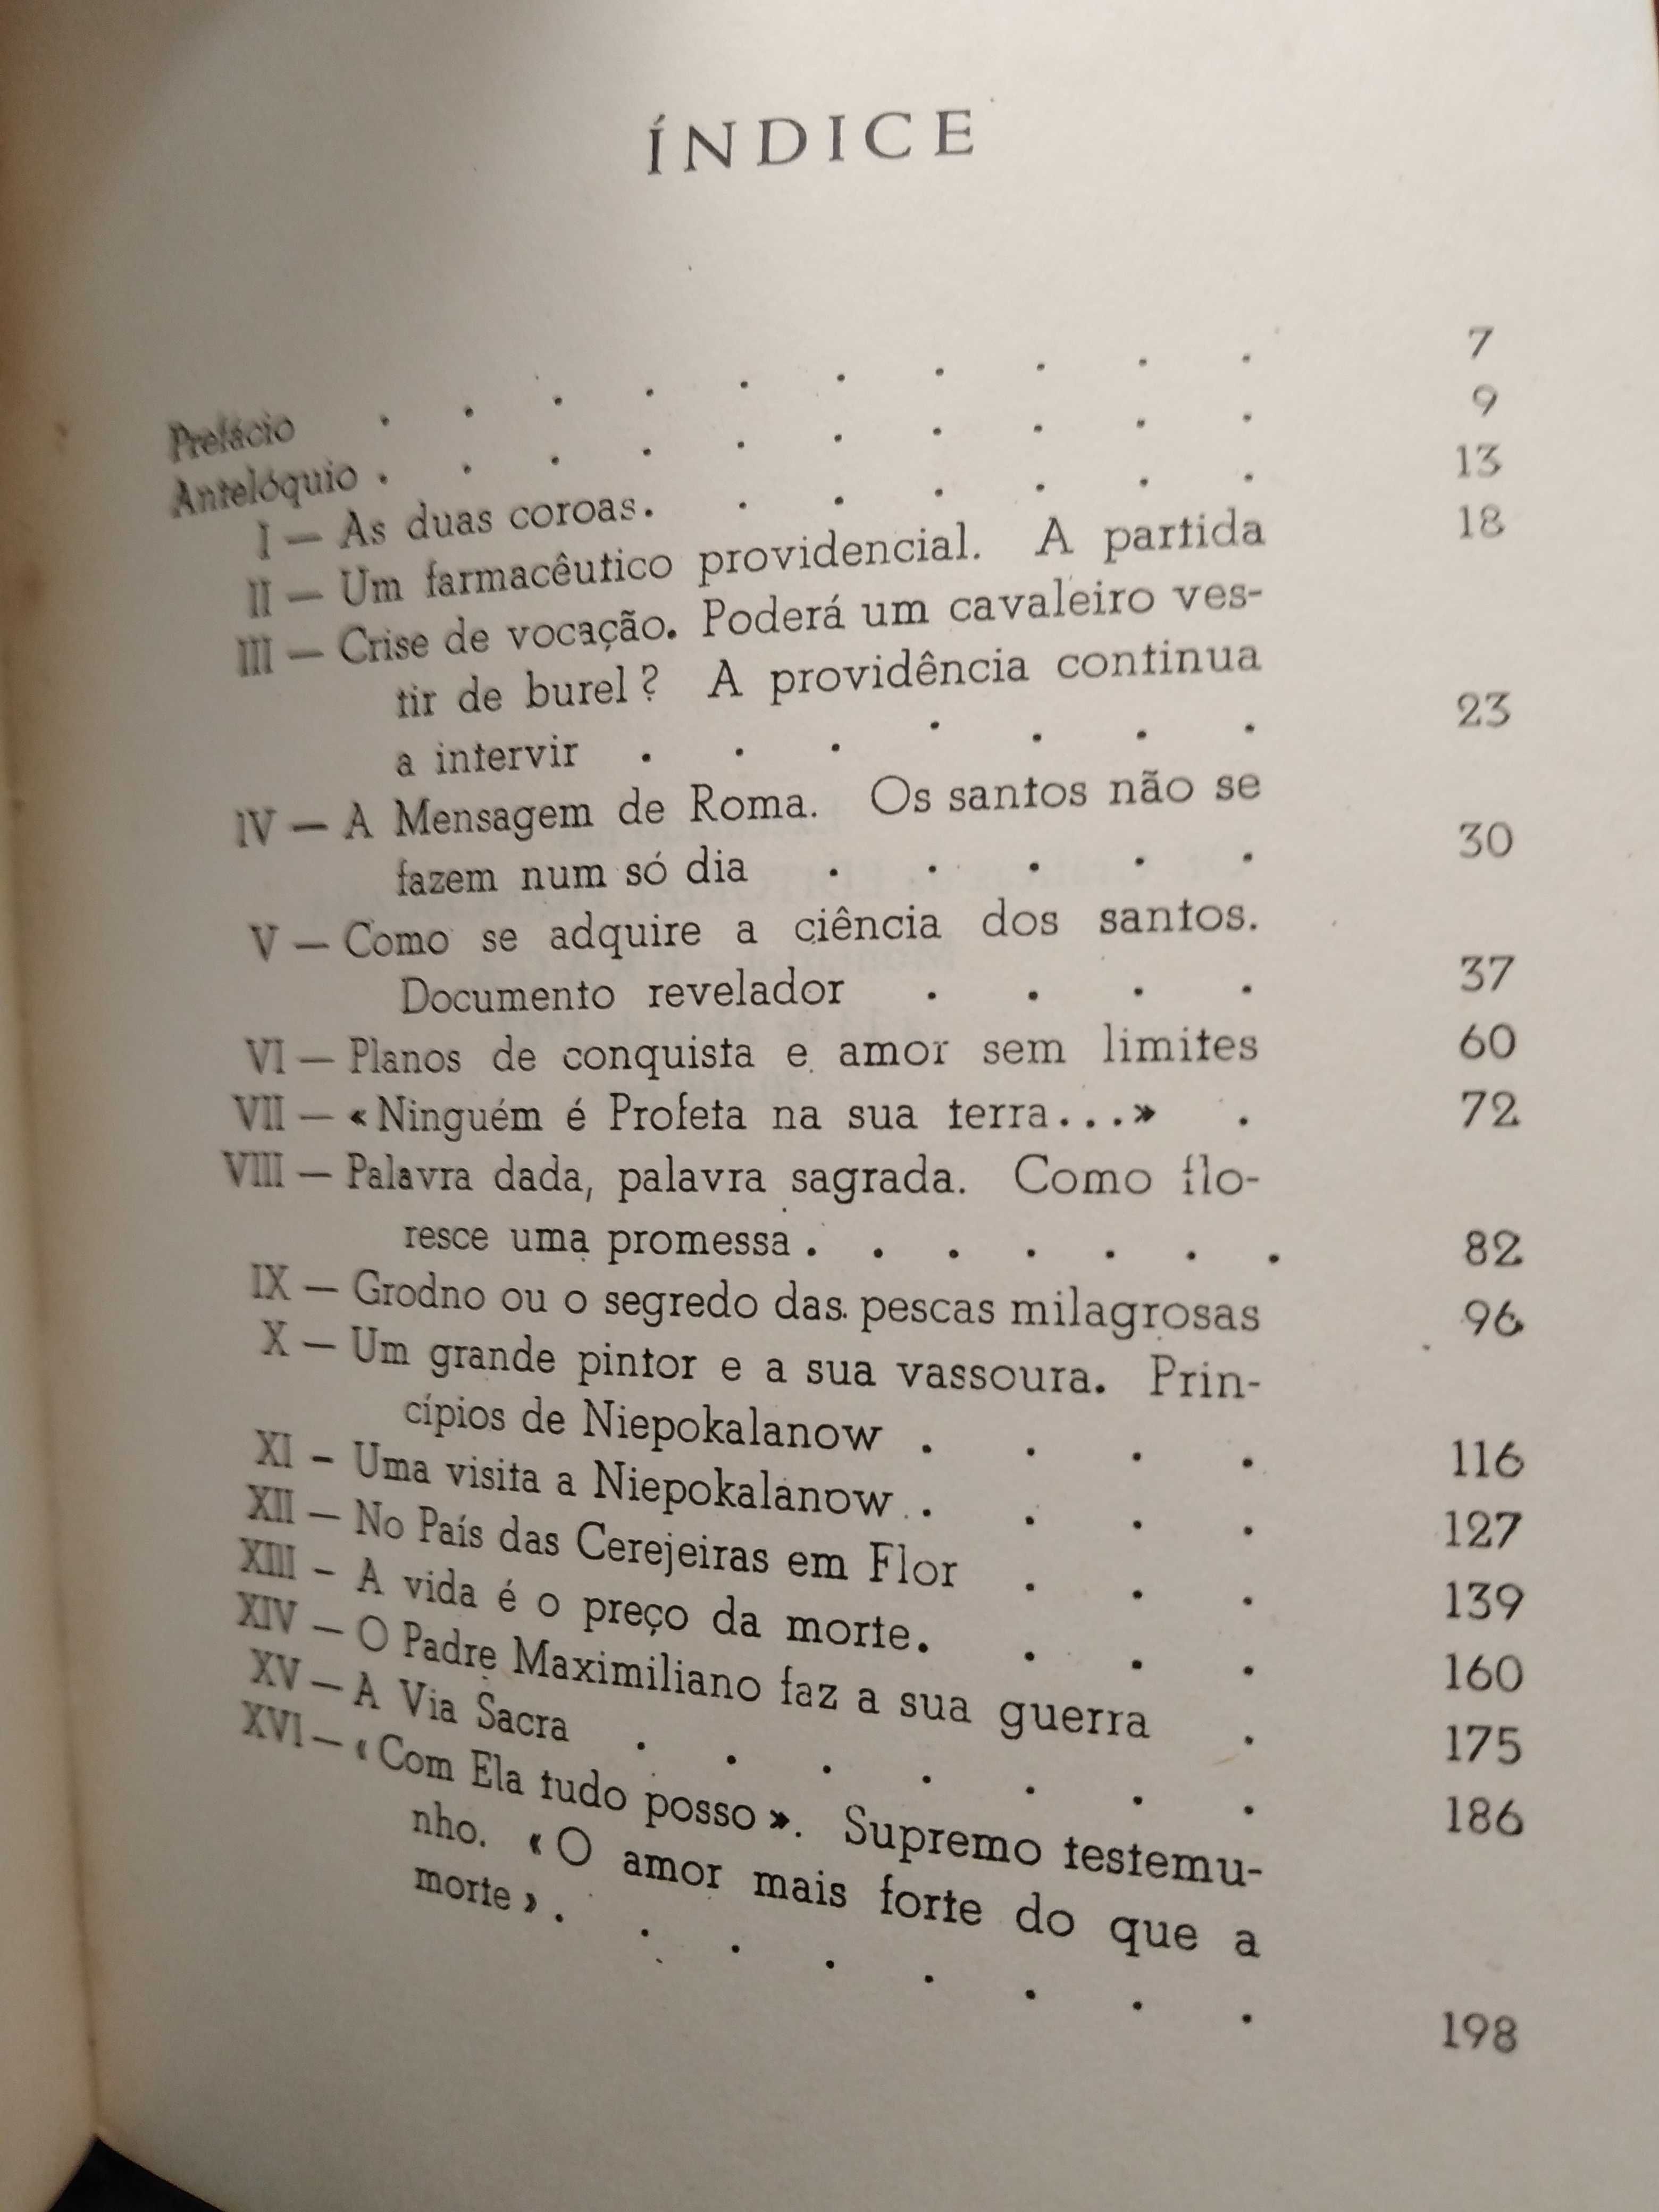 ÍNDICE
Prefácio . . . . . . . . . . 7
Antelóquio . . . . . . . . . . 9
I — As duas coroas. . . . . . . 13
II — Um farmacêutico providencial. A partida 18
III — Crise de vocação. Poderá um cavaleiro ves-
tir de burel? A providência continua
a intervir . . . . . . . 23
IV — A Mensagem de Roma. Os santos não se
fazem num só dia . . . . . 30
V — Como se adquire a ciência dos santos.
Documento revelador . . . . 37
VI — Planos de conquista e amor sem limites 60
VII — «Ninguém é Profeta na sua terra...» . 72
VIII — Palavra dada, palavra sagrada. Como flo-
resce uma promessa . . . . . . . 82
IX — Grodno ou o segredo das pescas milagrosas 96
X — Um grande pintor e a sua vassoura. Prin-
cípios de Niepokalanow . . . . 116
XI – Uma visita a Niepokalanow . . . . 127
XII — No País das Cerejeiras em Flor . . . 139
XIII – A vida é o preço da morte. . . . 160
XIV — O Padre Maximiliano faz a sua guerra . 175
XV — A Via Sacra . . . . . . . 186
XVI — «Com Ela tudo posso». Supremo testemu-
nho. «O amor mais forte do que a
morte». . . . . . . . 198